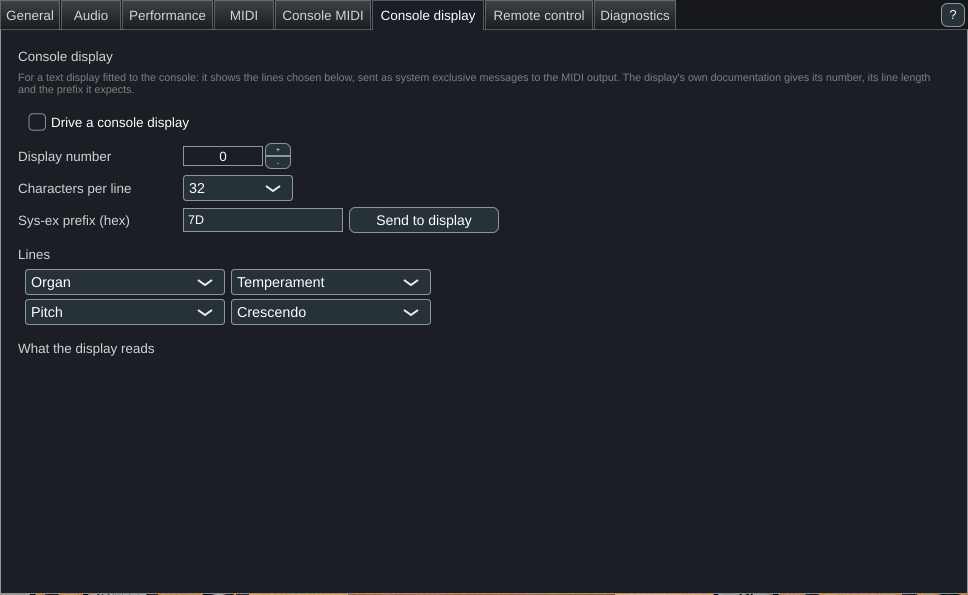 General Audio Performance MIDI Console MIDI Console display Remote control Diagnostics ?
Console display
For a text display fitted to the console: it shows the lines chosen below, sent as system exclusive messages to the MIDI output. The display's own documentation gives its number, its line length
and the prefix it expects.
Drive a console display
Display number 0 + -
Characters per line 32
Sys-ex prefix (hex) 7D Send to display
Lines
Organ Temperament
Pitch Crescendo
What the display reads